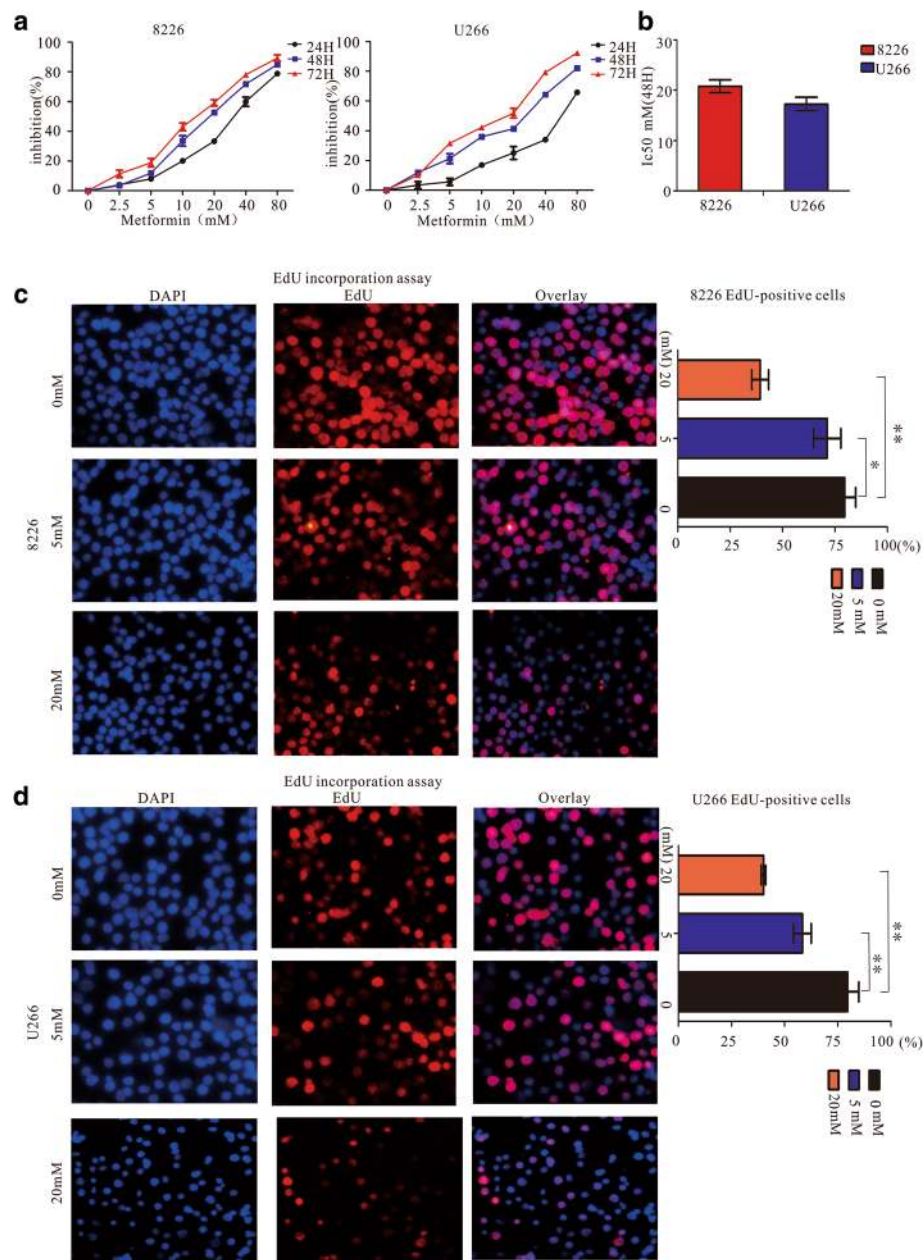 a
8226
24H
48H
72H
inhibition(%)
100
80
60
40
20
0
0 2.5 5 10 20 40 80
Metformin（mM）
U266
24H
48H
72H
inhibition(%)
100
80
60
40
20
0
0 2.5 5 10 20 40 80
Metformin（mM）
b
Ic50 mM(48H)
30
20
10
0
8226 U266
8226
U266
c
EdU incorporation assay
DAPI EdU Overlay
8226
0mM
5mM
20mM
8226 EdU-positive cells
(mM)
20
5
0
**
*
0 25 50 75 100(%)
20mM
5 mM
0 mM
d
EdU incorporation assay
DAPI EdU Overlay
U266
0mM
5mM
20mM
U266 EdU-positive cells
(mM)
20
5
0
**
**
0 25 50 75 100 (%)
20mM
5 mM
0 mM